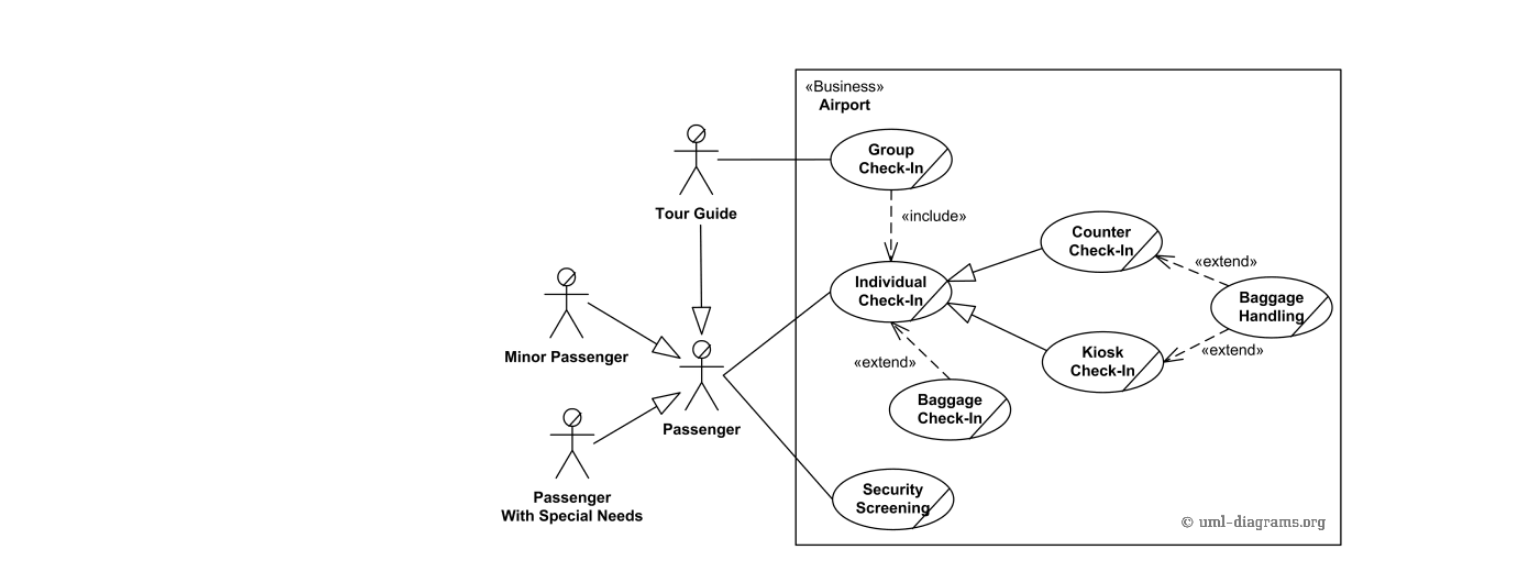 «Business»
Airport
Group
Check-In
Tour Guide
«include»
Counter
Check-In
«extend»
Individual
Check-In
Baggage
Handling
Minor Passenger
«extend»
Kiosk
Check-In
«extend»
Baggage
Check-In
Passenger
Security
Screening
Passenger
With Special Needs
© uml-diagrams.org